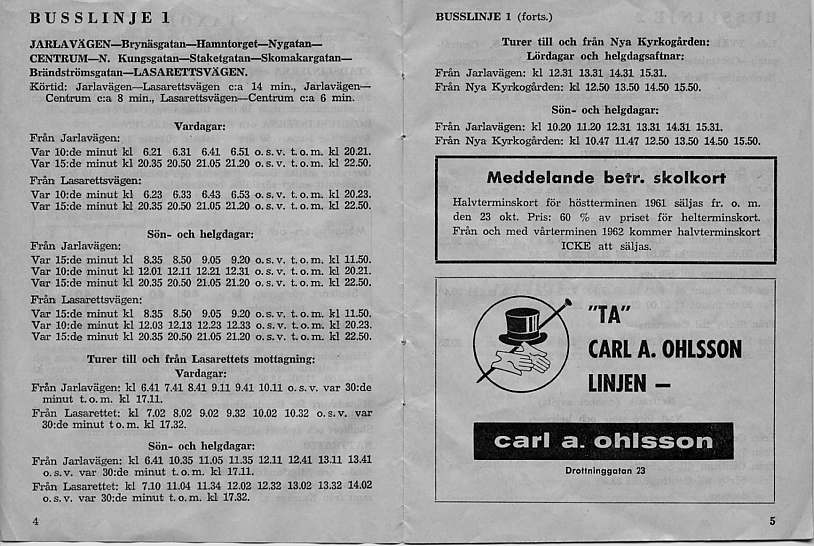 BUSSLINJE 1
JARLAVÄGEN—Brynäsgatan—Hamntorget—Nygatan—
CENTRUM—N. Kungsgatan—Staketgatan—Skomakargatan—
Brändströmsgatan—LASARETTSVÄGEN.
Körtid: Jarlavägen—Lasarettsvägen c:a 14 min., Jarlavägen—
Centrum c:a 8 min., Lasarettsvägen—Centrum c:a 6 min.
Vardagar:
Från Jarlavägen:
Var 10:de minut kl 6.21 6.31 6.41 6.51 o. s. v. t. o. m. kl 20.21.
Var 15:de minut kl 20.35 20.50 21.05 21.20 o. s. v. t. o. m. kl 22.50.
Från Lasarettsvägen:
Var 10:de minut kl 6.23 6.33 6.43 6.53 o. s. v. t. o. m. kl 20.23.
Var 15:de minut kl 20.35 20.50 21.05 21.20 o. s. v. t. o. m. kl 22.50.
Sön- och helgdagar:
Från Jarlavägen:
Var 15:de minut kl 8.35 8.50 9.05 9.20 o. s. v. t. o. m. kl 11.50.
Var 10:de minut kl 12.01 12.11 12.21 12.31 o. s. v. t. o. m. kl 20.21.
Var 15:de minut kl 20.35 20.50 21.05 21.20 o. s. v. t. o. m. kl 22.50.
Från Lasarettsvägen:
Var 15:de minut kl 8.35 8.50 9.05 9.20 o. s. v. t. o. m. kl 11.50.
Var 10:de minut kl 12.03 12.13 12.23 12.33 o. s. v. t. o. m. kl 20.23.
Var 15:de minut kl 20.35 20.50 21.05 21.20 o. s. v. t. o. m. kl 22.50.
Turer till och från Lasarettets mottagning:
Vardagar:
Från Jarlavägen: kl 6.41 7.41 8.41 9.11 9.41 10.11 o. s. v. var 30:de
minut t. o. m. kl 17.11.
Från Lasarettet: kl 7.02 8.02 9.02 9.32 10.02 10.32 o. s. v. var
30:de minut t o. m. kl 17.32.
Sön- och helgdagar:
Från Jarlavägen: kl 6.41 10.35 11.05 11.35 12.11 12.41 13.11 13.41
o. s. v. var 30:de minut t. o. m. kl 17.11.
Från Lasarettet: kl 7.10 11.04 11.34 12.02 12.32 13.02 13.32 14.02
o. s. v. var 30:de minut t. o. m. kl 17.32.
4
BUSSLINJE 1 (forts.)
Turer till och från Nya Kyrkogården:
Lördagar och helgdagsaftnar:
Från Jarlavägen: kl 12.31 13.31 14.31 15.31.
Från Nya Kyrkogården: kl 12.50 13.50 14.50 15.50.
Sön- och helgdagar:
Från Jarlavägen: kl 10.20 11.20 12.31 13.31 14.31 15.31.
Från Nya Kyrkogården: kl 10.47 11.47 12.50 13.50 14.50 15.50.
Meddelande betr. skolkort
Halvterminskort för höstterminen 1961 säljas fr. o. m.
den 23 okt. Pris: 60 % av priset för helterminskort.
Från och med vårterminen 1962 kommer halvterminskort
ICKE att säljas.
"TA"
CARL A. OHLSSON
LINJEN —
carl a. ohlsson
Drottninggatan 23
5